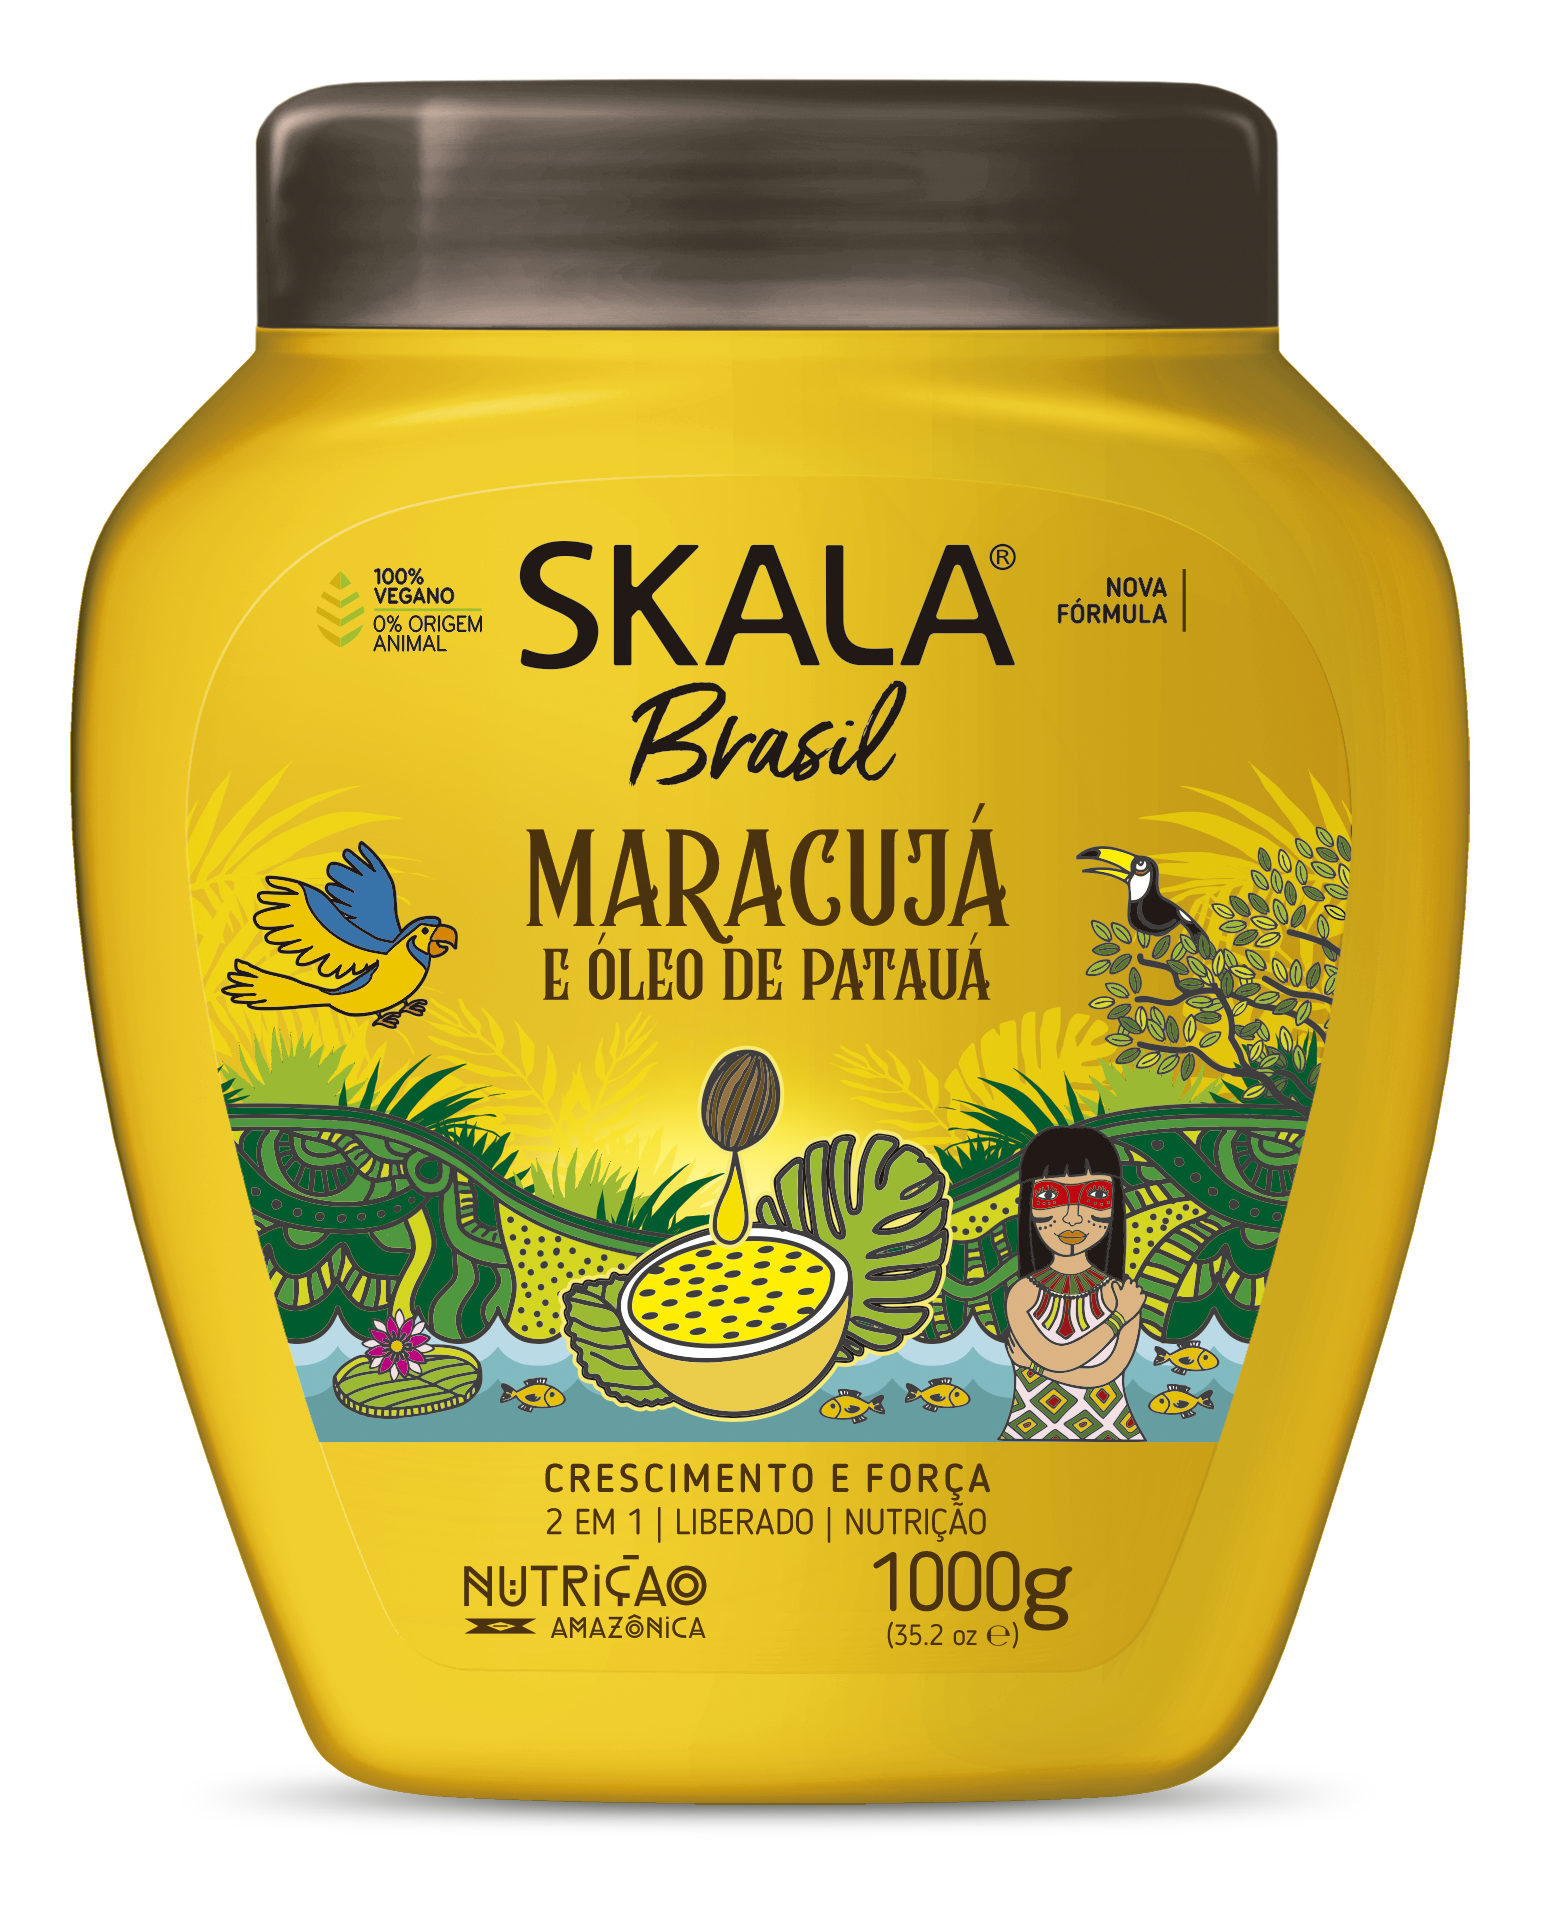 100%
VEGANO
0% ORIGEM
ANIMAL
SKALA®
Brasil
NOVA
FÓRMULA
MARACUJÁ
E ÓLEO DE PATAUÁ
CRESCIMENTO E FORÇA
2 EM 1 | LIBERADO | NUTRIÇÃO
NUTRiÇÃO
AMAZÔNiCA
1000g
(35.2 oz ℮)